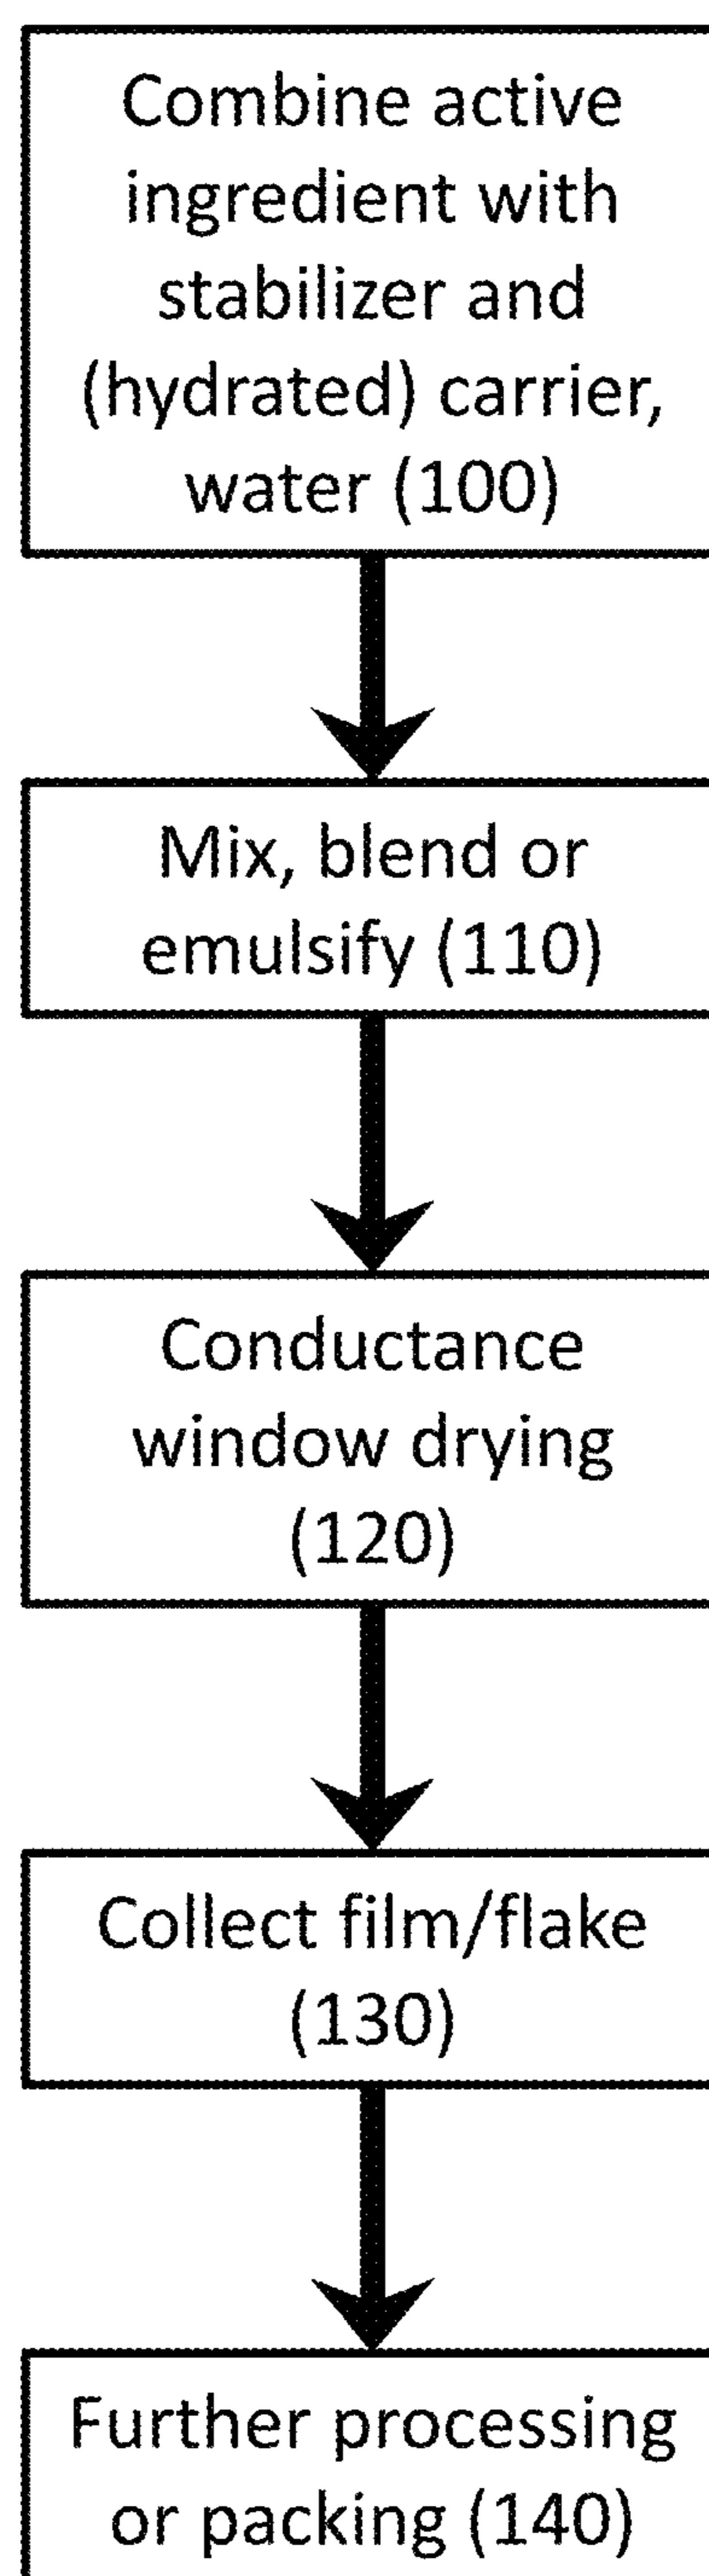 Combine active
ingredient with
stabilizer and
(hydrated) carrier,
water (100)
Mix, blend or
emulsify (110)
Conductance
window drying
(120)
Collect film/flake
(130)
Further processing
or packing (140)